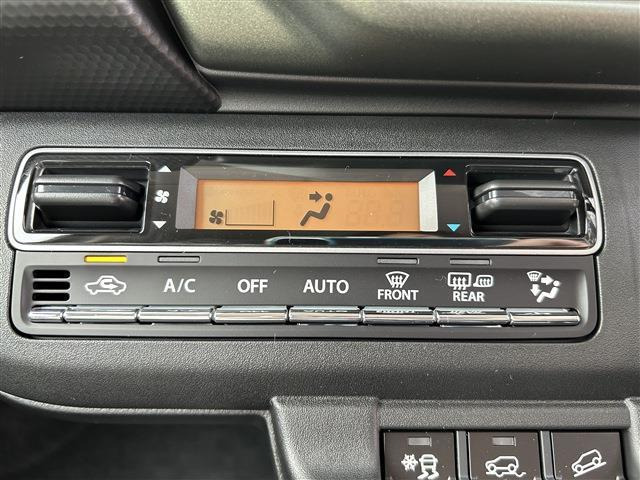 A/C OFF AUTO FRONT REAR